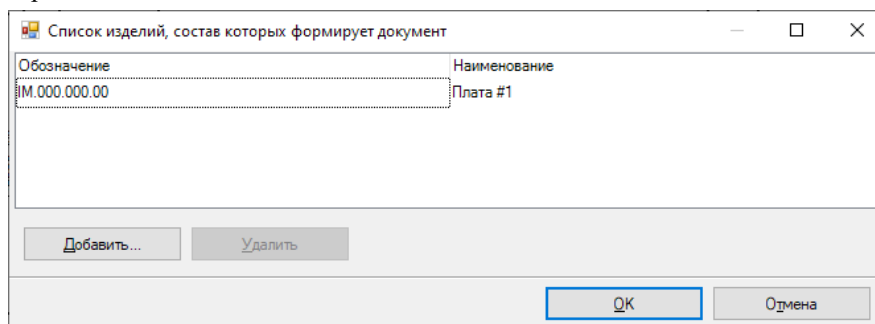 Список изделий, состав которых формирует документ
Обозначение Наименование
IM.000.000.00 Плата #1
Добавить... Удалить
OK Отмена